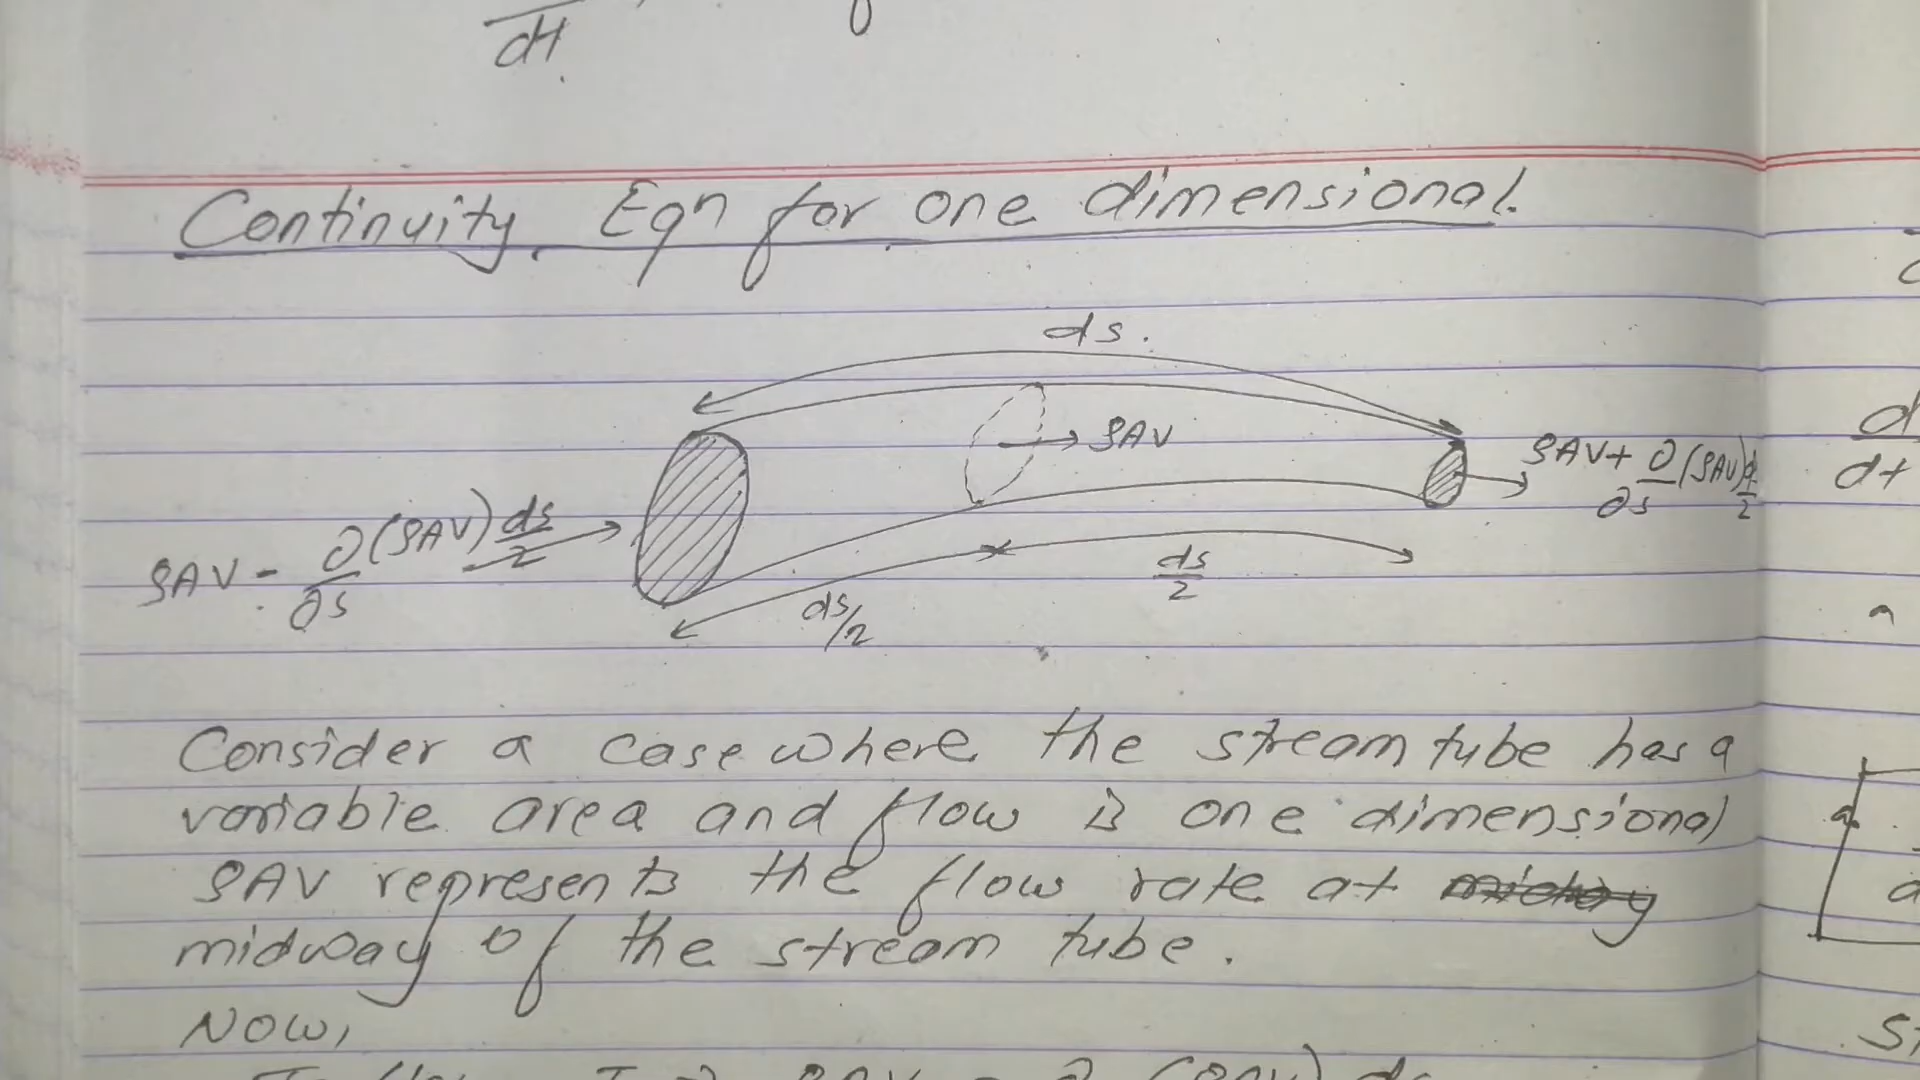 dt
Continuity Eqn for one dimensional.
ds.
ρAV
ρAV + ∂/∂s (ρAV) ds/2
ρAV - ∂/∂s (ρAV) ds/2
ds/2
ds/2
Consider a case where the stream tube has a
variable area and flow is one dimensional
ρAV represents the flow rate at
midway of the stream tube.
Now,
d
dt